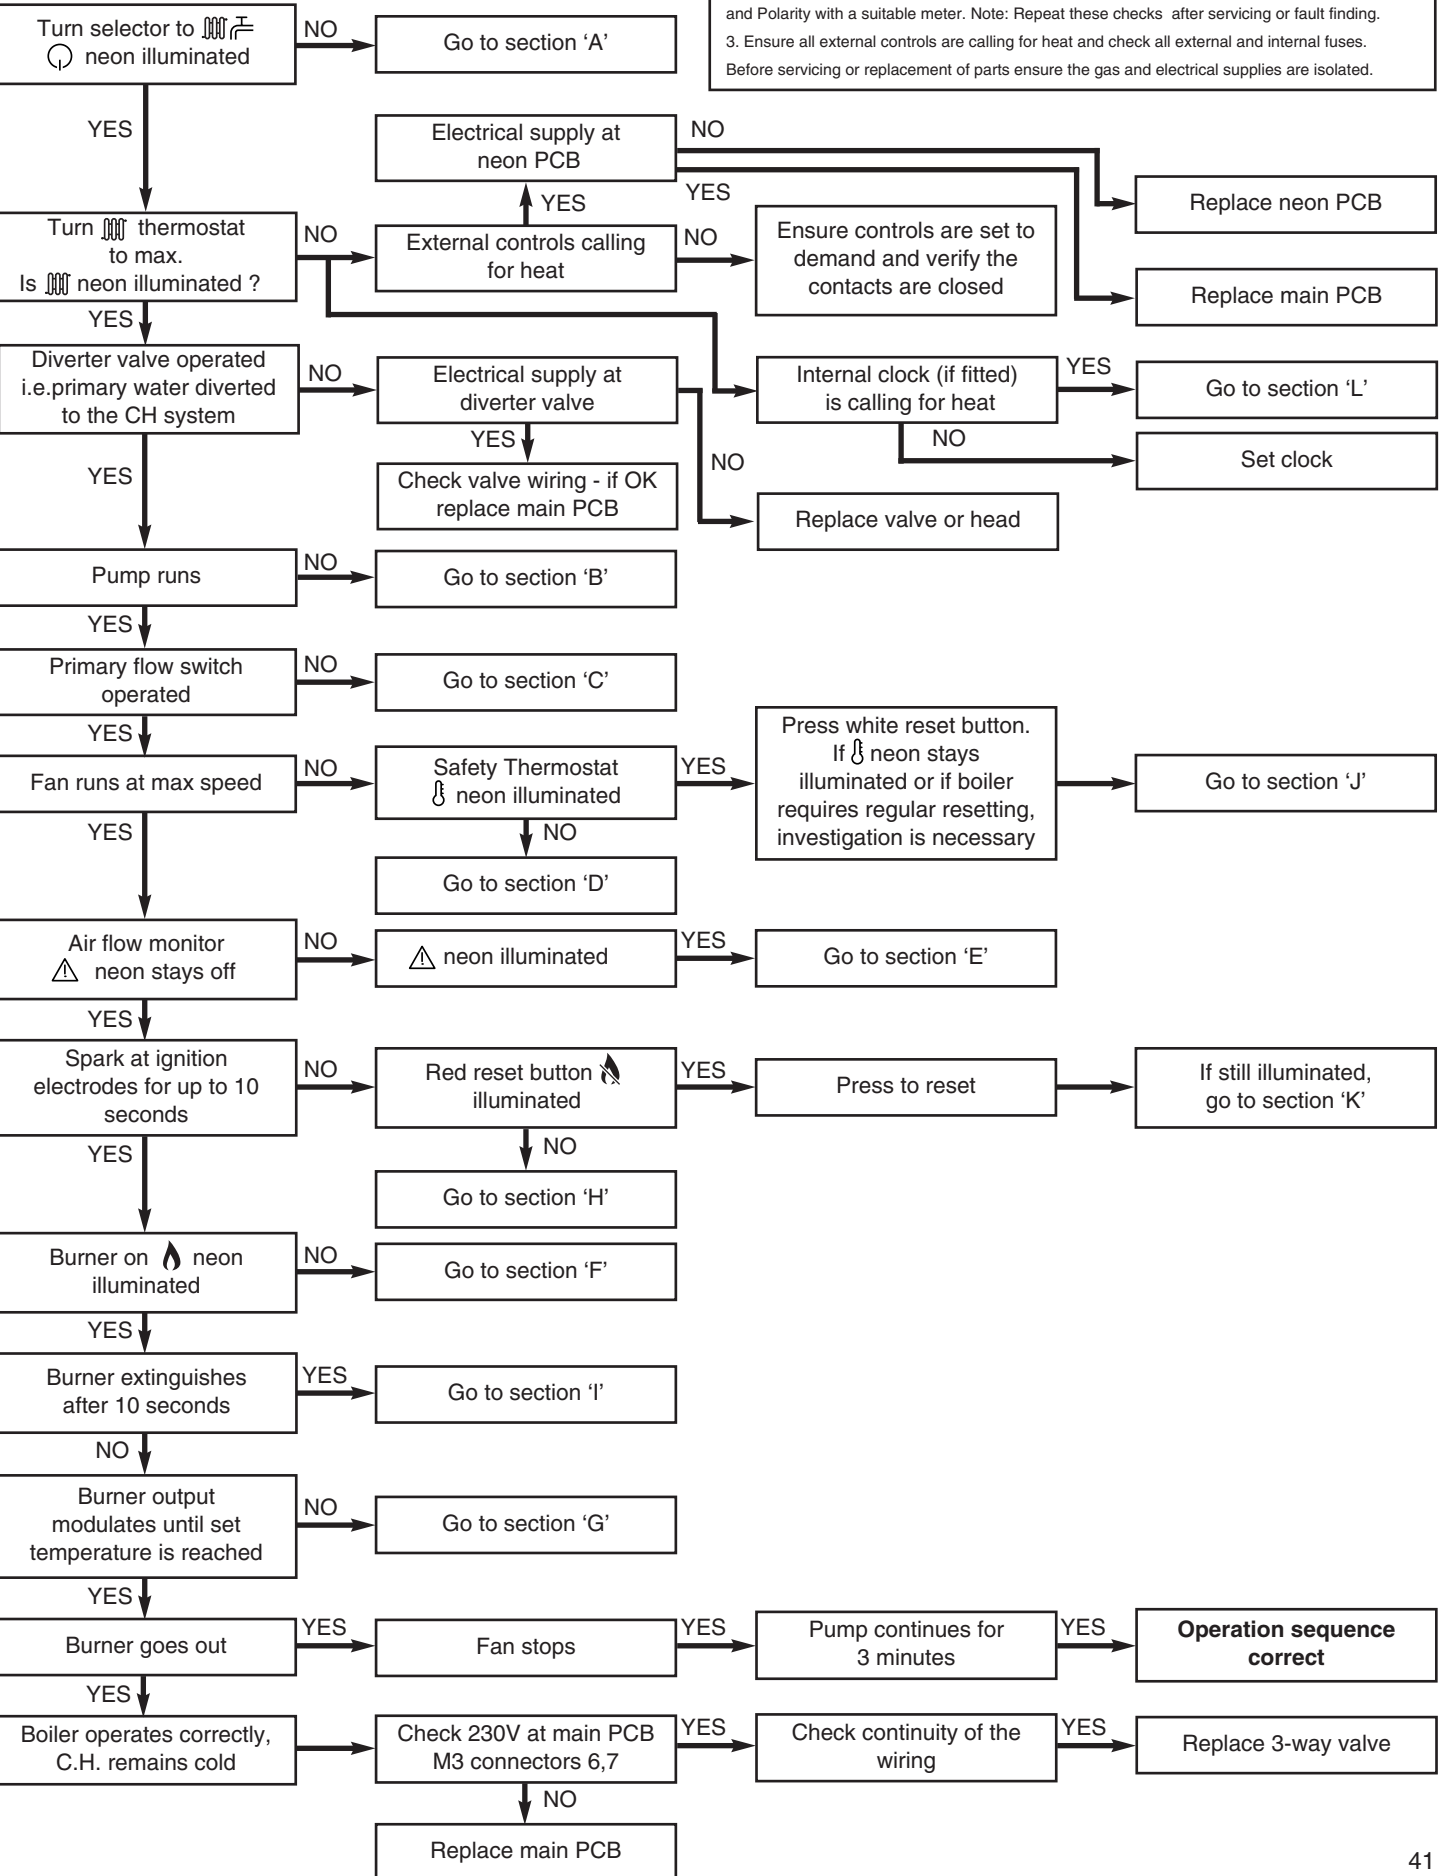 and Polarity with a suitable meter. Note: Repeat these checks after servicing or fault finding.
3. Ensure all external controls are calling for heat and check all external and internal fuses.
Before servicing or replacement of parts ensure the gas and electrical supplies are isolated.
Turn selector to
neon illuminated
NO
Go to section ‘A’
YES
Electrical supply at
neon PCB
NO
YES
Replace neon PCB
Replace main PCB
YES
Turn thermostat
to max.
Is neon illuminated ?
NO
External controls calling
for heat
NO
Ensure controls are set to
demand and verify the
contacts are closed
YES
Diverter valve operated
i.e.primary water diverted
to the CH system
NO
Electrical supply at
diverter valve
YES
Check valve wiring - if OK
replace main PCB
NO
Replace valve or head
Internal clock (if fitted)
is calling for heat
YES
Go to section ‘L’
NO
Set clock
YES
Pump runs
NO
Go to section ‘B’
YES
Primary flow switch
operated
NO
Go to section ‘C’
YES
Fan runs at max speed
NO
Safety Thermostat
neon illuminated
YES
Press white reset button.
If neon stays
illuminated or if boiler
requires regular resetting,
investigation is necessary
Go to section ‘J’
NO
Go to section ‘D’
YES
Air flow monitor
neon stays off
NO
neon illuminated
YES
Go to section ‘E’
YES
Spark at ignition
electrodes for up to 10
seconds
NO
Red reset button
illuminated
YES
Press to reset
If still illuminated,
go to section ‘K’
NO
Go to section ‘H’
YES
Burner on neon
illuminated
NO
Go to section ‘F’
YES
Burner extinguishes
after 10 seconds
YES
Go to section ‘I’
NO
Burner output
modulates until set
temperature is reached
NO
Go to section ‘G’
YES
Burner goes out
YES
Fan stops
YES
Pump continues for
3 minutes
YES
Operation sequence
correct
YES
Boiler operates correctly,
C.H. remains cold
Check 230V at main PCB
M3 connectors 6,7
YES
Check continuity of the
wiring
YES
Replace 3-way valve
NO
Replace main PCB
41